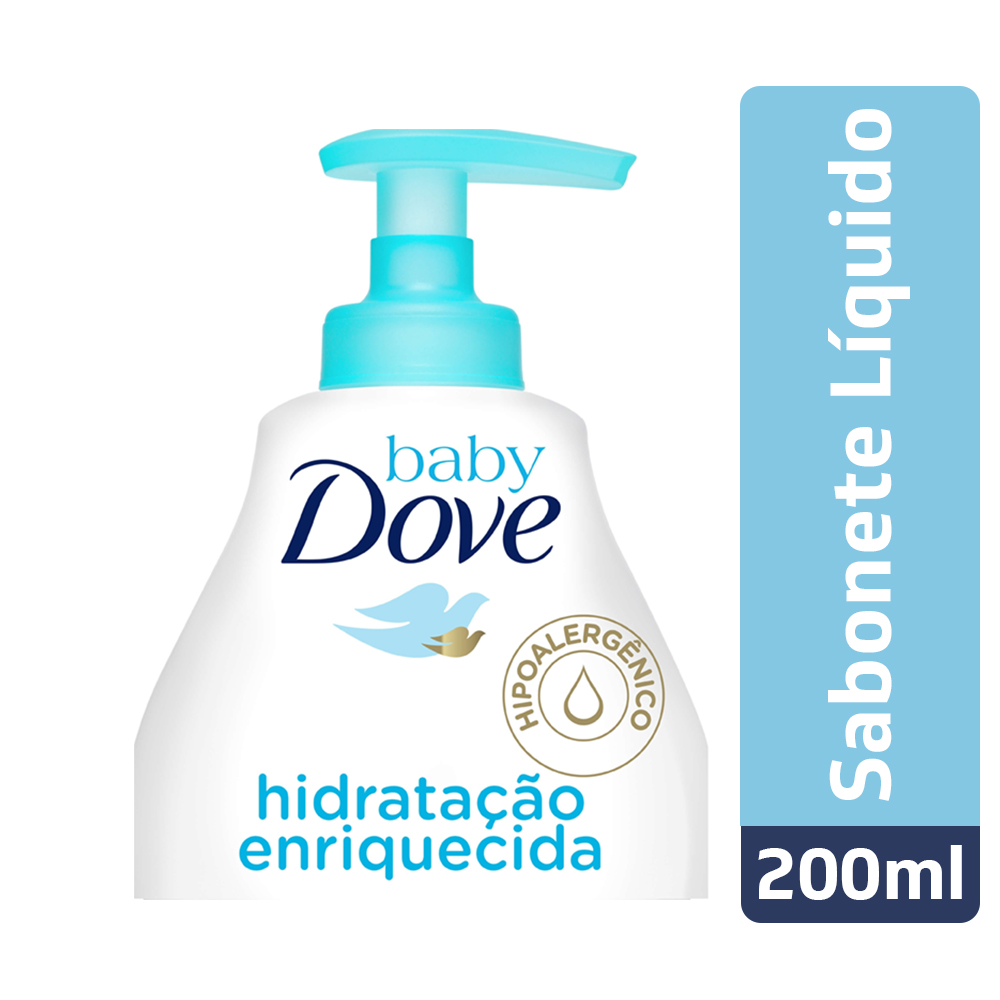 baby
Dove
HIPOALERGÊNICO
hidratação
enriquecida
Sabonete Líquido
200ml